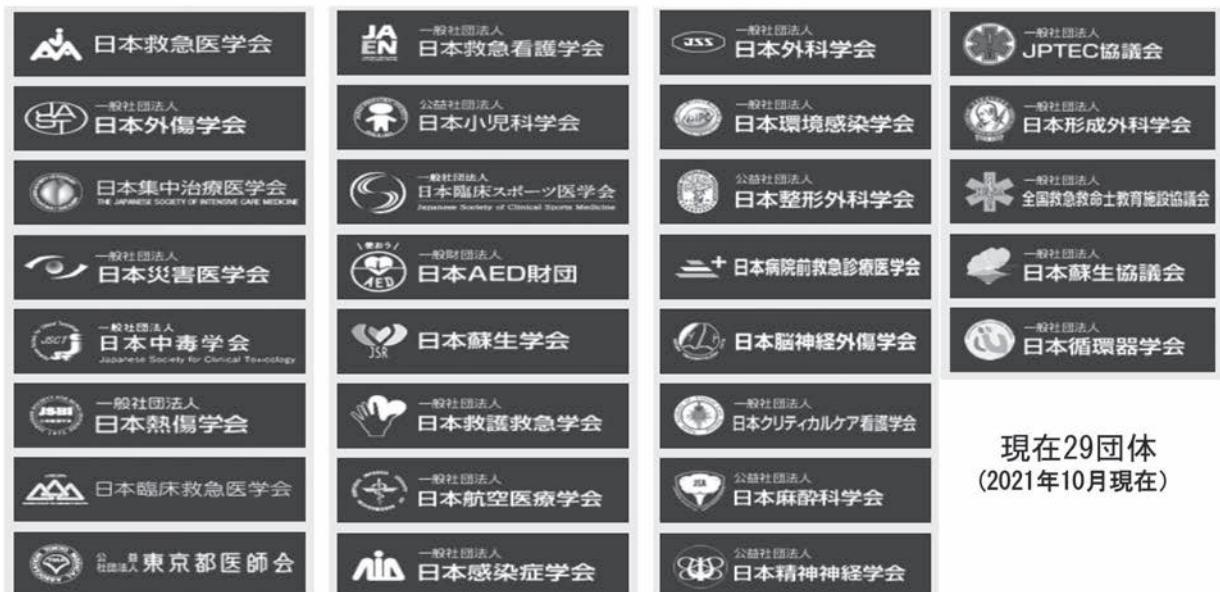 日本救急医学会
一般社団法人
日本外傷学会
日本集中治療医学会
THE JAPANESE SOCIETY OF INTENSIVE CARE MEDICINE
一般社団法人
日本災害医学会
JSCT
一般社団法人
日本中毒学会
Japanese Society for Clinical Toxicology
JSBI
一般社団法人
日本熱傷学会
日本臨床救急医学会
公益
社団法人 東京都医師会
JA
EN
一般社団法人
日本救急看護学会
公益社団法人
日本小児科学会
一般社団法人
日本臨床スポーツ医学会
Japanese Society of Clinical Sports Medicine
\使おう/
AED
一般財団法人
日本AED財団
JSR
日本蘇生学会
一般社団法人
日本救護救急学会
一般社団法人
日本航空医療学会
一般社団法人
日本感染症学会
JSS
一般社団法人
日本外科学会
一般社団法人
日本環境感染学会
公益社団法人
日本整形外科学会
日本病院前救急診療医学会
日本脳神経外傷学会
一般社団法人
日本クリティカルケア看護学会
JSA
公益社団法人
日本麻酔科学会
公益社団法人
日本精神神経学会
一般社団法人
JPTEC協議会
一般社団法人
日本形成外科学会
一般社団法人
全国救急救命士教育施設協議会
一般社団法人
日本蘇生協議会
一般社団法人
日本循環器学会
現在29団体
(2021年10月現在)